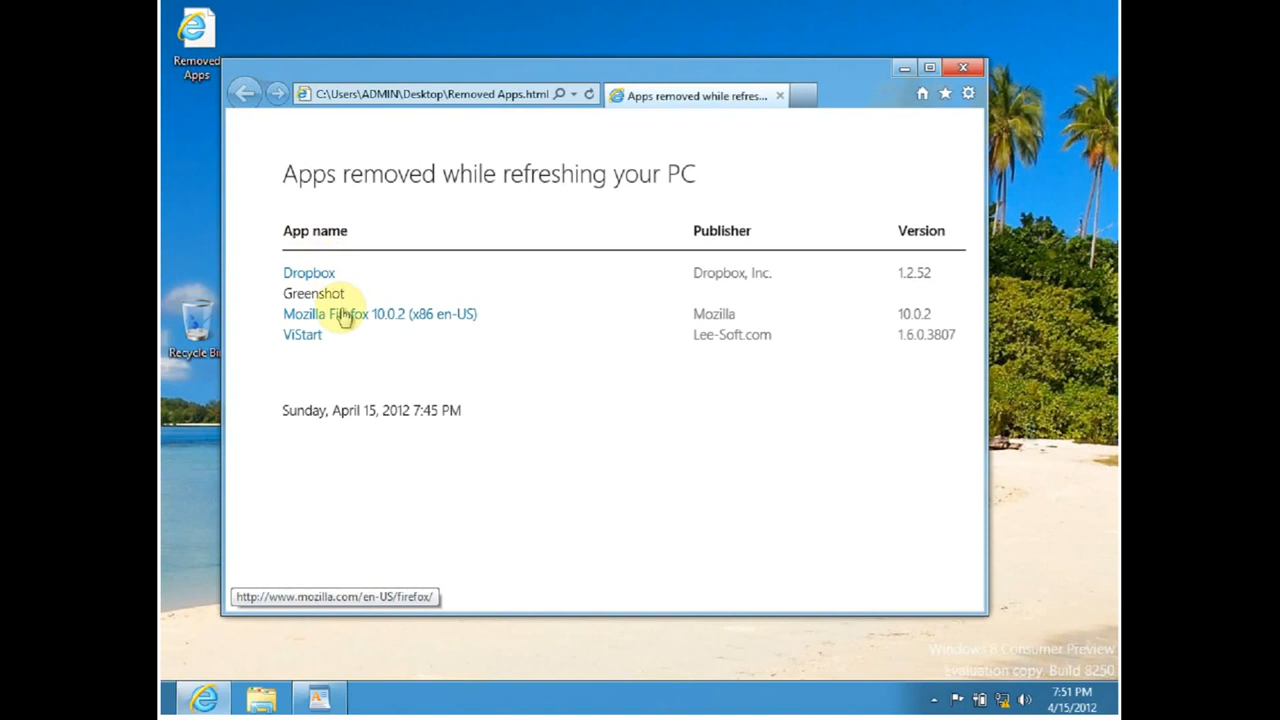 Removed
Apps
C:\Users\ADMIN\Desktop\Removed Apps.html
Apps removed while refres...
Apps removed while refreshing your PC
App name Publisher Version
Dropbox Dropbox, Inc. 1.2.52
Greenshot
Mozilla Firefox 10.0.2 (x86 en-US) Mozilla 10.0.2
ViStart Lee-Soft.com 1.6.0.3807
Sunday, April 15, 2012 7:45 PM
Recycle Bi
http://www.mozilla.com/en-US/firefox/
Windows 8 Consumer Preview
Evaluation copy. Build 8250
7:51 PM
4/15/2012